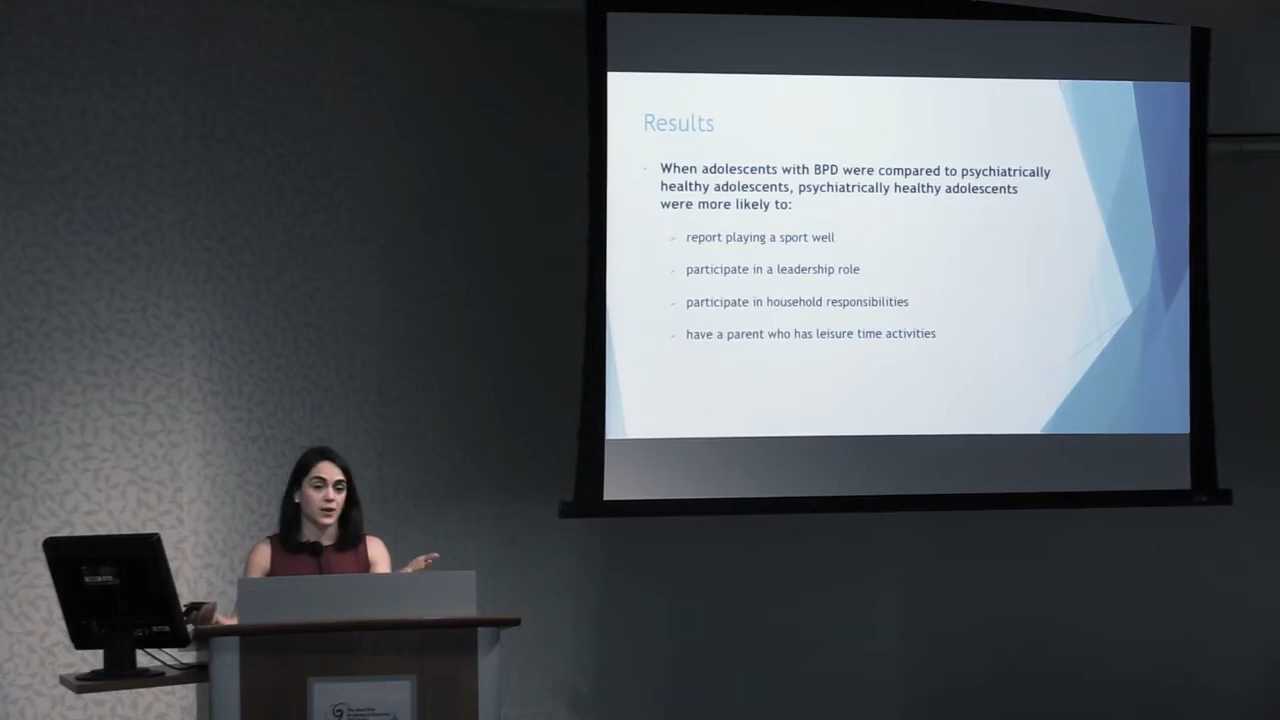 Results
When adolescents with BPD were compared to psychiatrically
healthy adolescents, psychiatrically healthy adolescents
were more likely to:
report playing a sport well
participate in a leadership role
participate in household responsibilities
have a parent who has leisure time activities